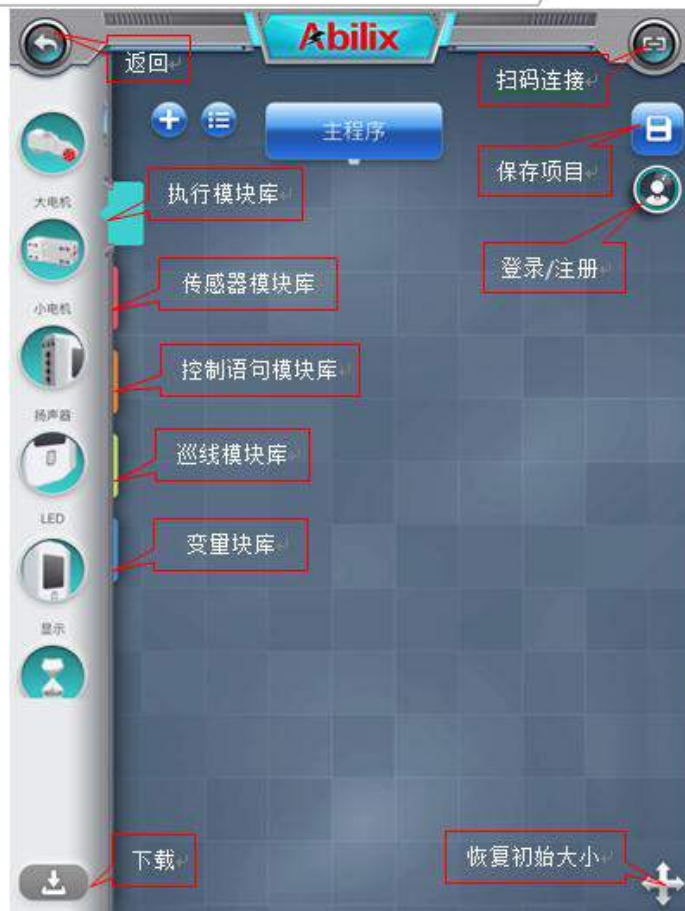 Abilix
返回
扫码连接
主程序
保存项目
大电机
执行模块库
登录/注册
传感器模块库
小电机
控制语句模块库
扬声器
巡线模块库
LED
变量块库
显示
下载
恢复初始大小